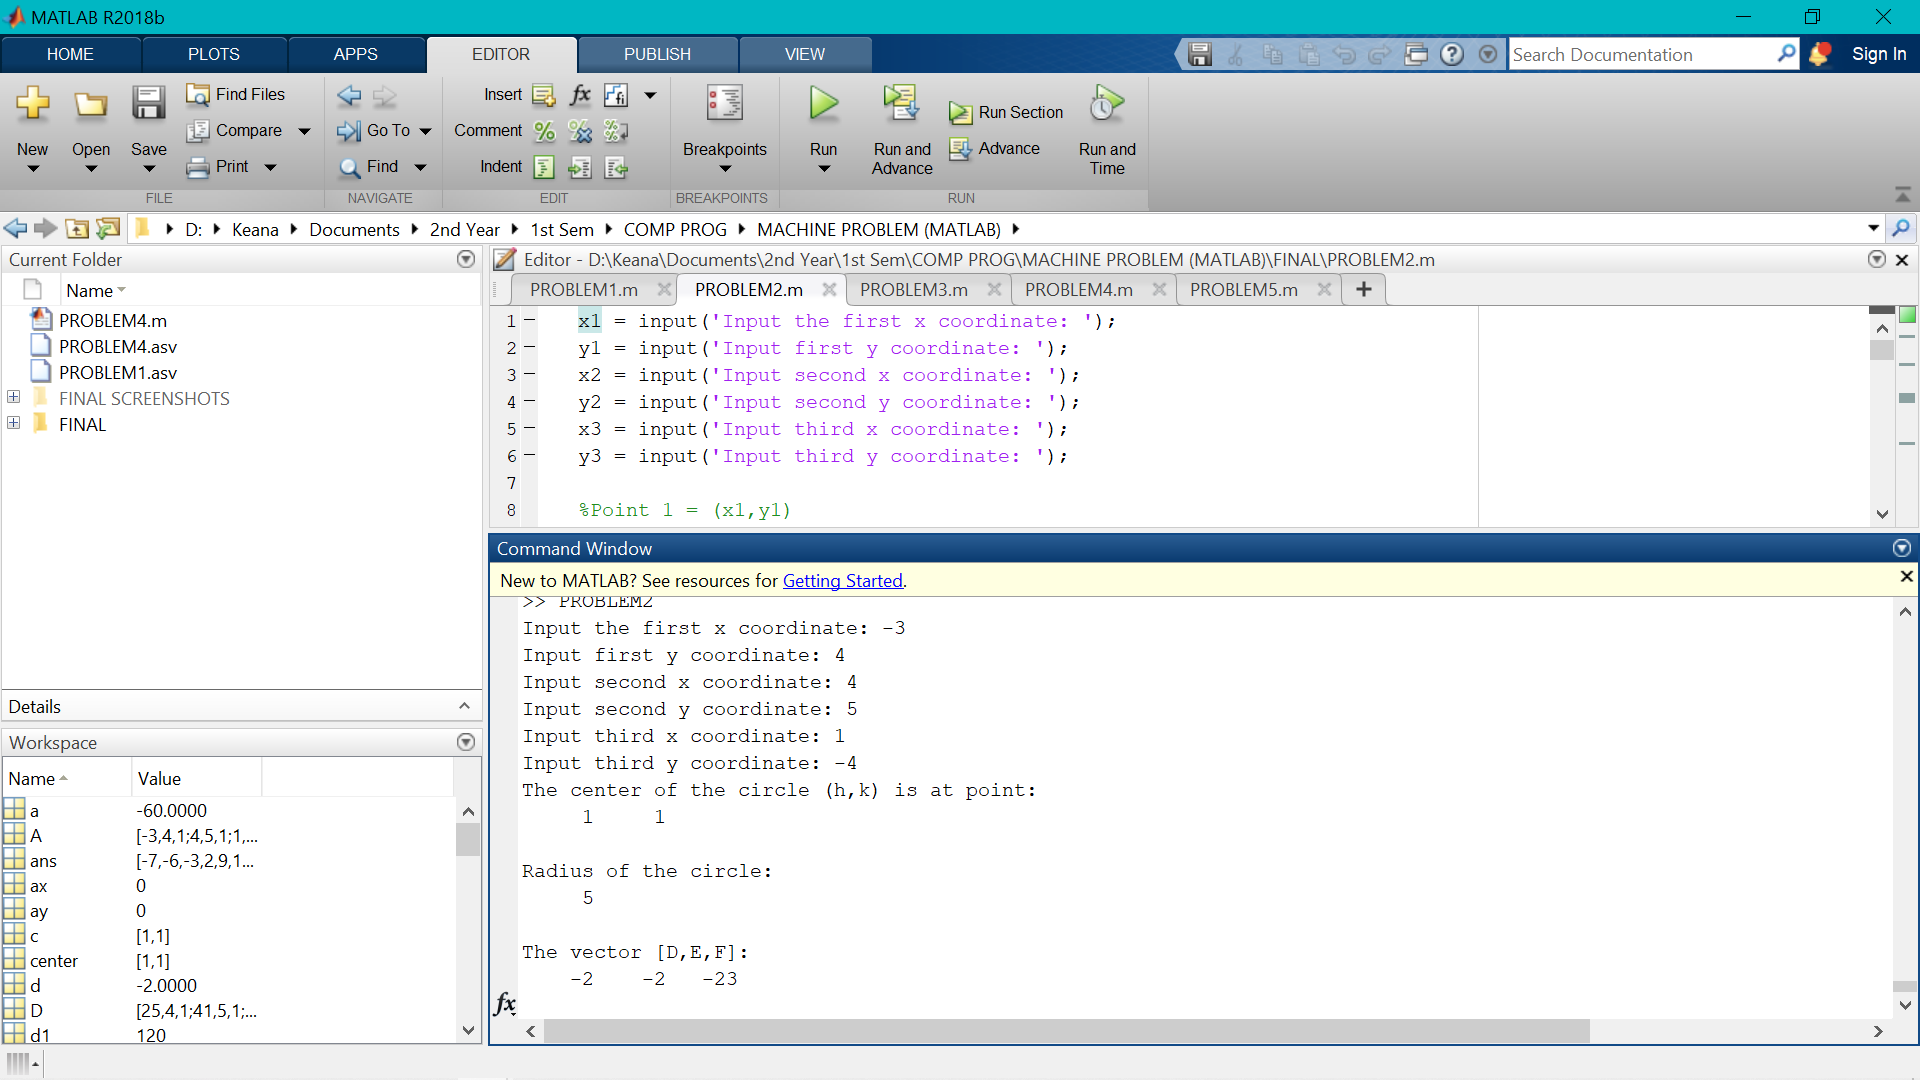 MATLAB R2018b
HOME PLOTS APPS EDITOR PUBLISH VIEW Search Documentation Sign In
New Open Save Find Files Compare Print
FILE
Go To Find
NAVIGATE
Insert fx fi
Comment % % %
Indent
EDIT
Breakpoints
BREAKPOINTS
Run Run and Advance Run Section Advance Run and Time
RUN
D: Keana Documents 2nd Year 1st Sem COMP PROG MACHINE PROBLEM (MATLAB)
Current Folder
Name
PROBLEM4.m
PROBLEM4.asv
PROBLEM1.asv
FINAL SCREENSHOTS
FINAL
Details
Workspace
Name Value
a -60.0000
A [-3,4,1;4,5,1;1,...
ans [-7,-6,-3,2,9,1...
ax 0
ay 0
c [1,1]
center [1,1]
d -2.0000
D [25,4,1;41,5,1;...
d1 120
Editor - D:\Keana\Documents\2nd Year\1st Sem\COMP PROG\MACHINE PROBLEM (MATLAB)\FINAL\PROBLEM2.m
PROBLEM1.m PROBLEM2.m PROBLEM3.m PROBLEM4.m PROBLEM5.m +
1 - x1 = input('Input the first x coordinate: ');
2 - y1 = input('Input first y coordinate: ');
3 - x2 = input('Input second x coordinate: ');
4 - y2 = input('Input second y coordinate: ');
5 - x3 = input('Input third x coordinate: ');
6 - y3 = input('Input third y coordinate: ');
7
8 %Point 1 = (x1,y1)
Command Window
New to MATLAB? See resources for Getting Started.
>> PROBLEM2
Input the first x coordinate: -3
Input first y coordinate: 4
Input second x coordinate: 4
Input second y coordinate: 5
Input third x coordinate: 1
Input third y coordinate: -4
The center of the circle (h,k) is at point:
1 1
Radius of the circle:
5
The vector [D,E,F]:
-2 -2 -23
fx